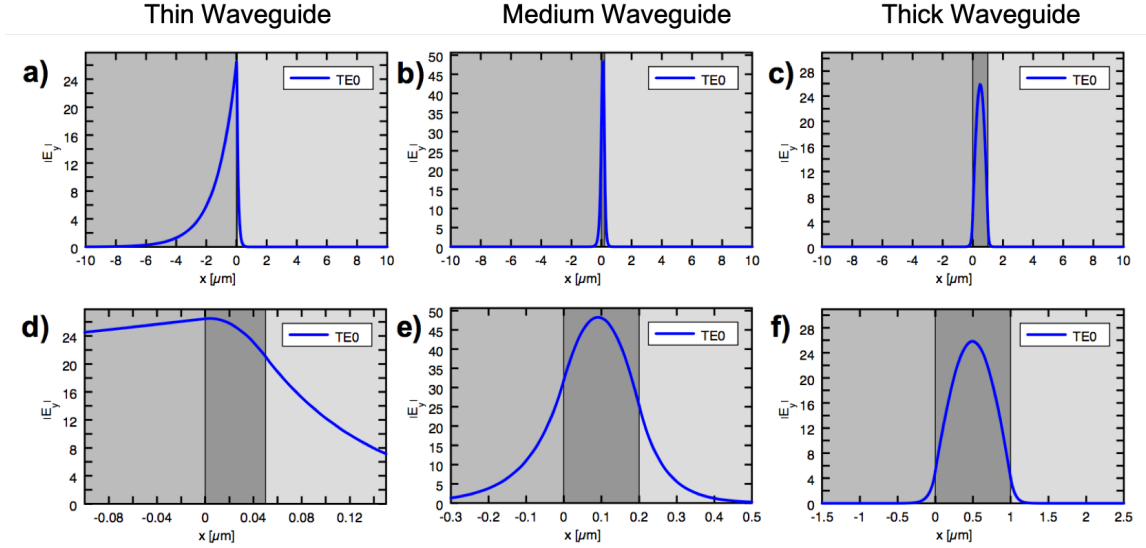 Thin Waveguide
Medium Waveguide
Thick Waveguide
a)
24
20
16
12
8
4
0
|E_y|
TE0
-10 -8 -6 -4 -2 0 2 4 6 8 10
x [µm]
b)
50
45
40
35
30
25
20
15
10
5
0
|E_y|
TE0
-10 -8 -6 -4 -2 0 2 4 6 8 10
x [µm]
c)
28
24
20
16
12
8
4
0
|E_y|
TE0
-10 -8 -6 -4 -2 0 2 4 6 8 10
x [µm]
d)
24
20
16
12
8
4
0
|E_y|
TE0
-0.08 -0.04 0 0.04 0.08 0.12
x [µm]
e)
50
45
40
35
30
25
20
15
10
5
0
|E_y|
TE0
-0.3 -0.2 -0.1 0 0.1 0.2 0.3 0.4 0.5
x [µm]
f)
28
24
20
16
12
8
4
0
|E_y|
TE0
-1.5 -1 -0.5 0 0.5 1 1.5 2 2.5
x [µm]